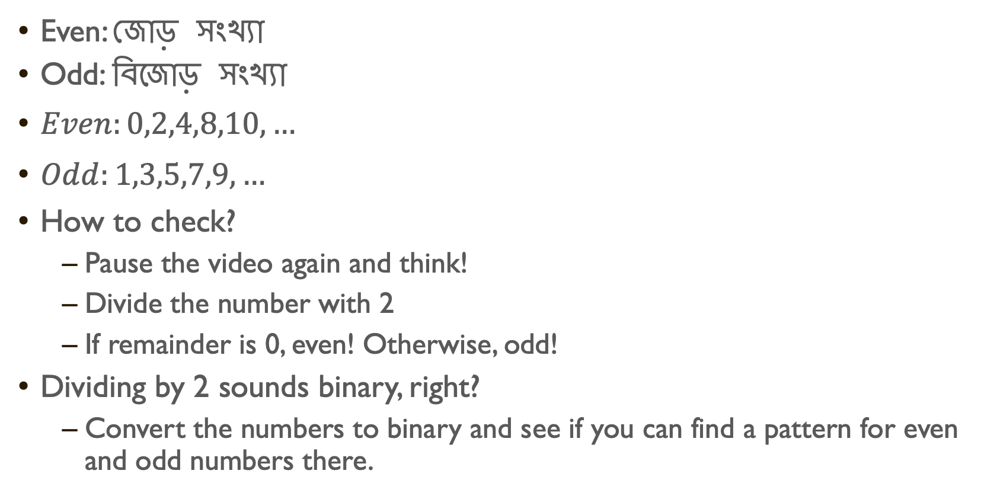 • Even: জোড় সংখ্যা
• Odd: বিজোড় সংখ্যা
• Even: 0,2,4,8,10, ...
• Odd: 1,3,5,7,9, ...
• How to check?
– Pause the video again and think!
– Divide the number with 2
– If remainder is 0, even! Otherwise, odd!
• Dividing by 2 sounds binary, right?
– Convert the numbers to binary and see if you can find a pattern for even
and odd numbers there.